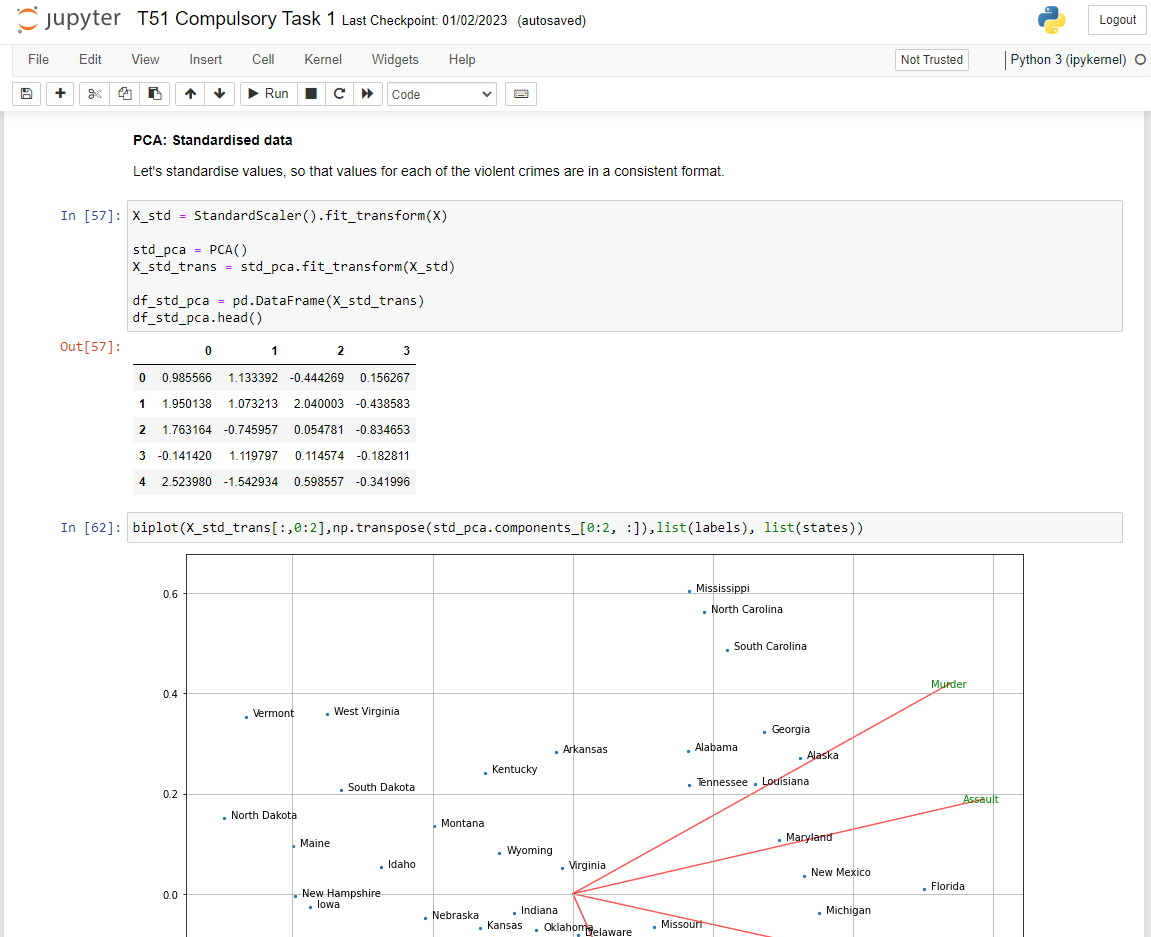 jupyter T51 Compulsory Task 1 Last Checkpoint: 01/02/2023 (autosaved) Logout
File Edit View Insert Cell Kernel Widgets Help Not Trusted Python 3 (ipykernel)
Run Code
PCA: Standardised data
Let's standardise values, so that values for each of the violent crimes are in a consistent format.
In [57]: X_std = StandardScaler().fit_transform(X)
std_pca = PCA()
X_std_trans = std_pca.fit_transform(X_std)
df_std_pca = pd.DataFrame(X_std_trans)
df_std_pca.head()
Out[57]: 0 1 2 3
0 0.985566 1.133392 -0.444269 0.156267
1 1.950138 1.073213 2.040003 -0.438583
2 1.763164 -0.745957 0.054781 -0.834653
3 -0.141420 1.119797 0.114574 -0.182811
4 2.523980 -1.542934 0.598557 -0.341996
In [62]: biplot(X_std_trans[:,0:2],np.transpose(std_pca.components_[0:2, :]),list(labels), list(states))
Mississippi
0.6
North Carolina
South Carolina
Murder
0.4
Vermont West Virginia
Georgia
Arkansas Alabama
Alaska
Kentucky
Tennessee Louisiana
South Dakota
0.2 Assault
North Dakota
Montana
Maryland
Maine
Wyoming
Idaho Virginia
New Mexico
Florida
0.0 New Hampshire
Iowa
Nebraska Indiana Michigan
Kansas Oklahoma Missouri
Delaware